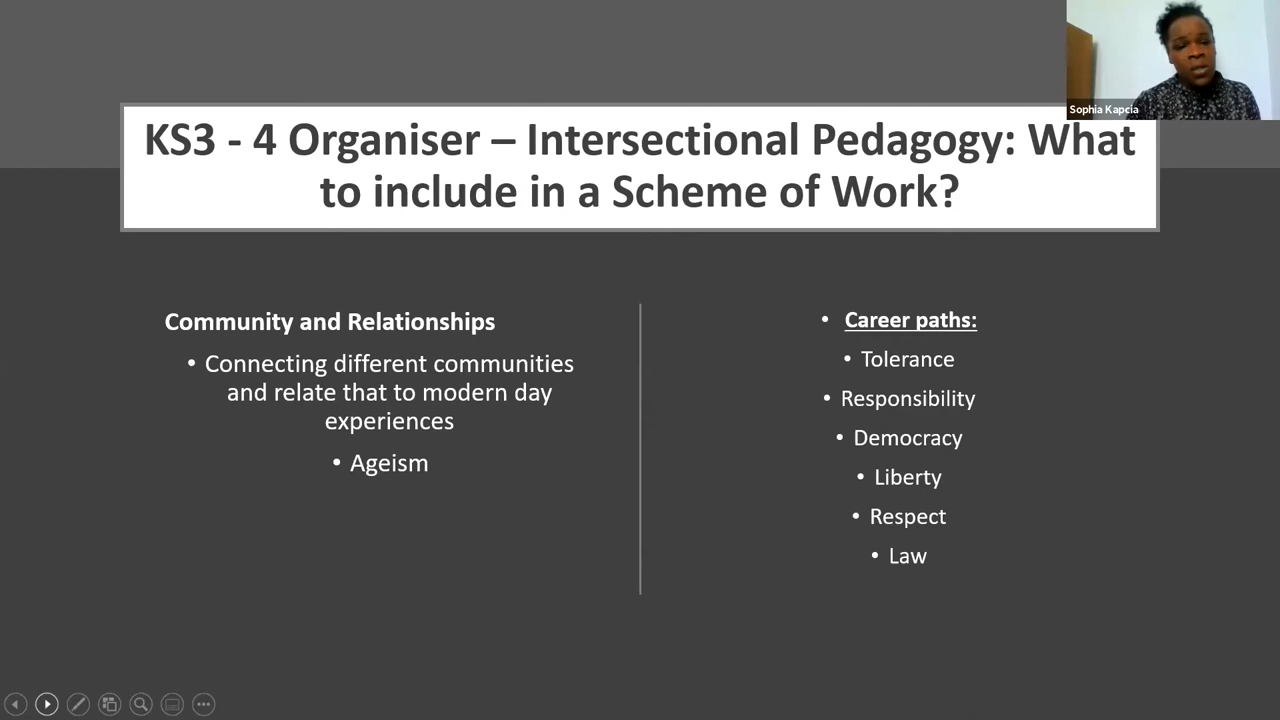 Sophia Kapcia
KS3 - 4 Organiser – Intersectional Pedagogy: What
to include in a Scheme of Work?
Community and Relationships
• Connecting different communities
and relate that to modern day
experiences
• Ageism
• Career paths:
• Tolerance
• Responsibility
• Democracy
• Liberty
• Respect
• Law